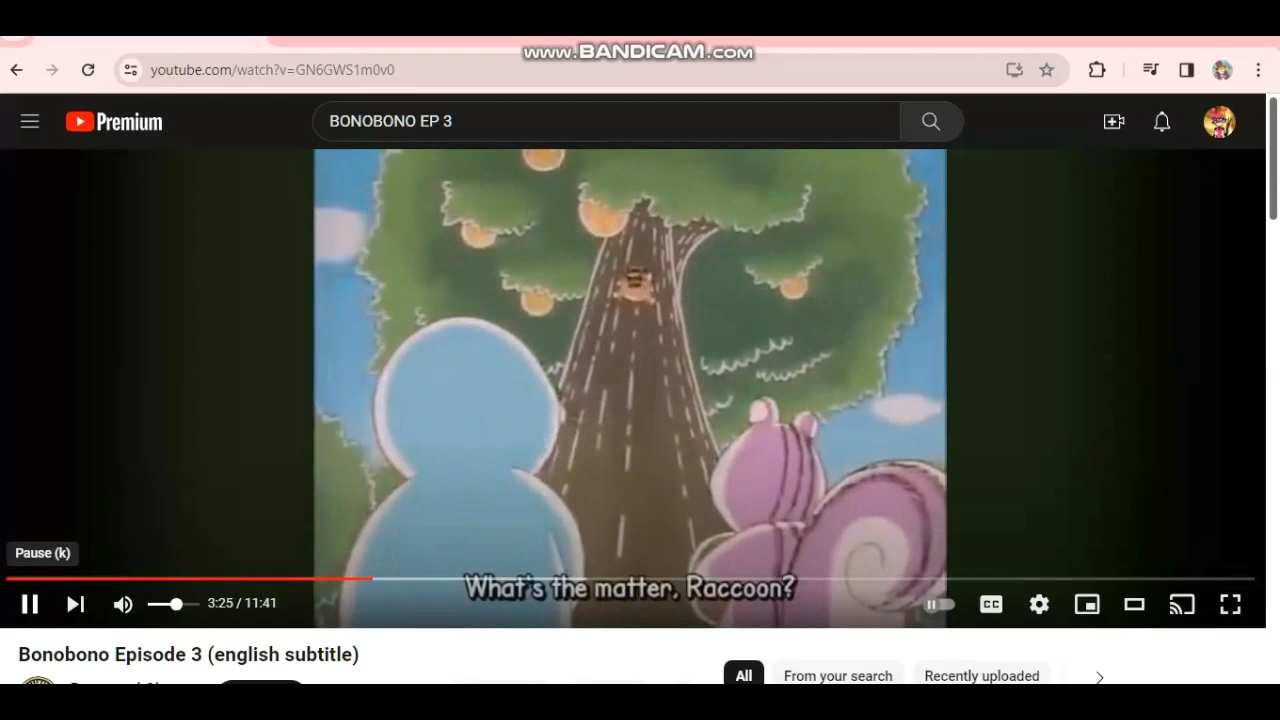 www.BANDICAM.com
youtube.com/watch?v=GN6GWS1m0v0
Premium
BONOBONO EP 3
Pause (k)
What's the matter, Raccoon?
3:25 / 11:41
CC
Bonobono Episode 3 (english subtitle)
All
From your search
Recently uploaded